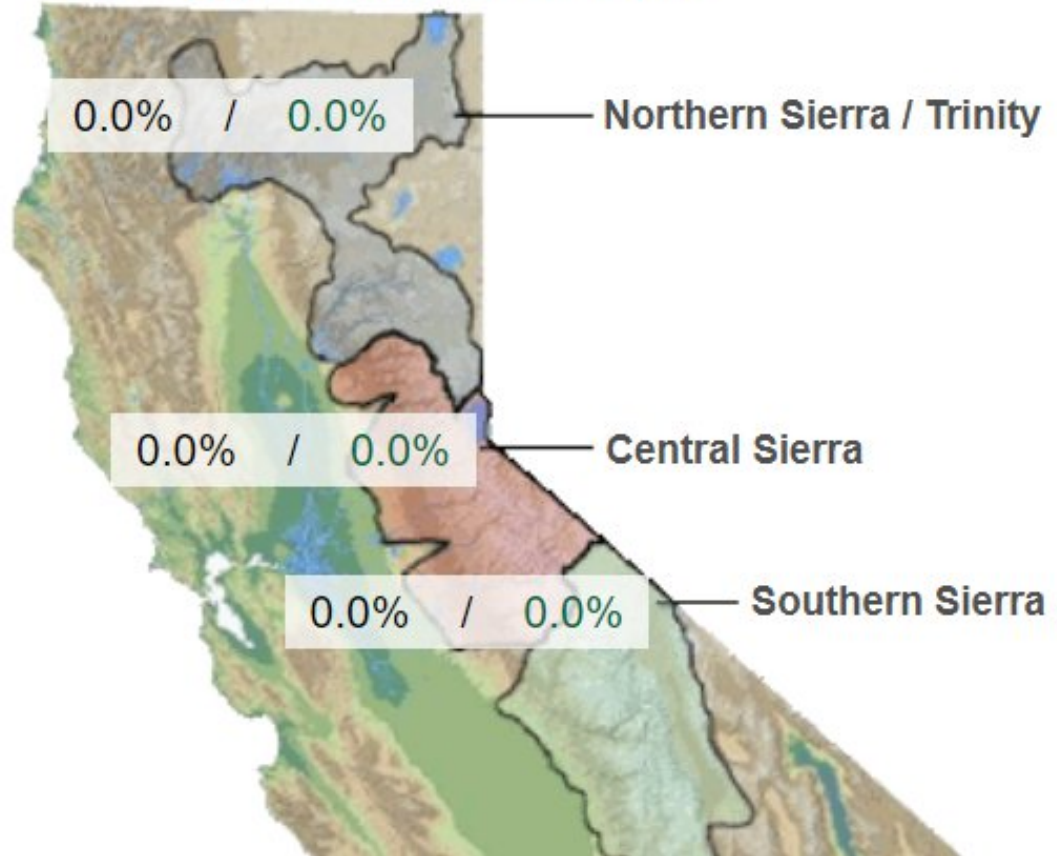 0.0% / 0.0% Northern Sierra / Trinity
0.0% / 0.0% Central Sierra
0.0% / 0.0% Southern Sierra